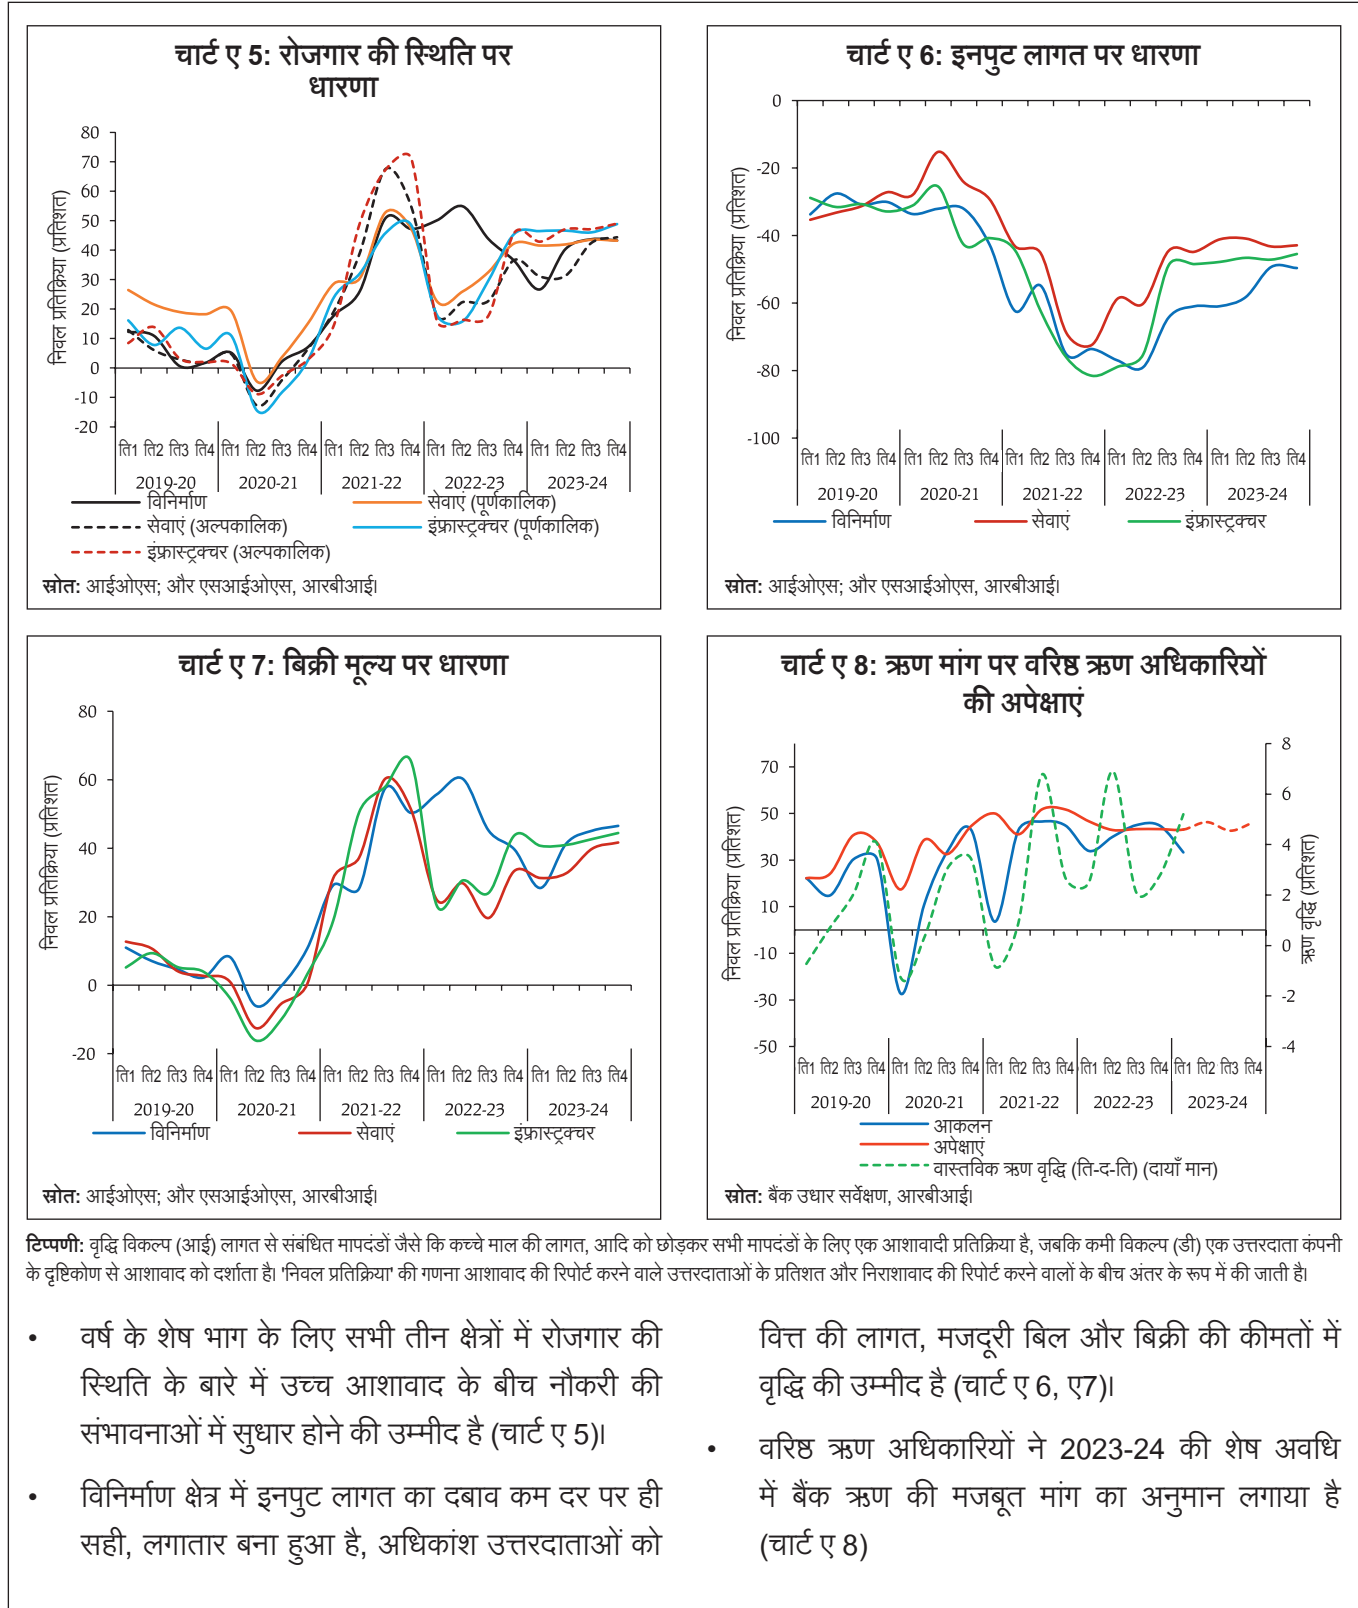 चार्ट ए 5: रोजगार की स्थिति पर
धारणा
निवल प्रतिक्रिया (प्रतिशत)
80
70
60
50
40
30
20
10
0
-10
-20
ति1 ति2 ति3 ति4 ति1 ति2 ति3 ति4 ति1 ति2 ति3 ति4 ति1 ति2 ति3 ति4 ति1 ति2 ति3 ति4
2019-20 2020-21 2021-22 2022-23 2023-24
विनिर्माण सेवाएं (पूर्णकालिक)
सेवाएं (अल्पकालिक) इंफ्रास्ट्रक्चर (पूर्णकालिक)
इंफ्रास्ट्रक्चर (अल्पकालिक)
स्रोत: आईओएस; और एसआईओएस, आरबीआई।
चार्ट ए 6: इनपुट लागत पर धारणा
निवल प्रतिक्रिया (प्रतिशत)
0
-20
-40
-60
-80
-100
ति1 ति2 ति3 ति4 ति1 ति2 ति3 ति4 ति1 ति2 ति3 ति4 ति1 ति2 ति3 ति4 ति1 ति2 ति3 ति4
2019-20 2020-21 2021-22 2022-23 2023-24
विनिर्माण सेवाएं इंफ्रास्ट्रक्चर
स्रोत: आईओएस; और एसआईओएस, आरबीआई।
चार्ट ए 7: बिक्री मूल्य पर धारणा
निवल प्रतिक्रिया (प्रतिशत)
80
60
40
20
0
-20
ति1 ति2 ति3 ति4 ति1 ति2 ति3 ति4 ति1 ति2 ति3 ति4 ति1 ति2 ति3 ति4 ति1 ति2 ति3 ति4
2019-20 2020-21 2021-22 2022-23 2023-24
विनिर्माण सेवाएं इंफ्रास्ट्रक्चर
स्रोत: आईओएस; और एसआईओएस, आरबीआई।
चार्ट ए 8: ऋण मांग पर वरिष्ठ ऋण अधिकारियों
की अपेक्षाएं
निवल प्रतिक्रिया (प्रतिशत)
70
50
30
10
-10
-30
-50
8
6
4
2
0
-2
-4
ऋण वृद्धि (प्रतिशत)
ति1 ति2 ति3 ति4 ति1 ति2 ति3 ति4 ति1 ति2 ति3 ति4 ति1 ति2 ति3 ति4 ति1 ति2 ति3 ति4
2019-20 2020-21 2021-22 2022-23 2023-24
आकलन
अपेक्षाएं
वास्तविक ऋण वृद्धि (ति-द-ति) (दायाँ मान)
स्रोत: बैंक उधार सर्वेक्षण, आरबीआई।
टिप्पणी: वृद्धि विकल्प (आई) लागत से संबंधित मापदंडों जैसे कि कच्चे माल की लागत, आदि को छोड़कर सभी मापदंडों के लिए एक आशावादी प्रतिक्रिया है, जबकि कमी विकल्प (डी) एक उत्तरदाता कंपनी
के दृष्टिकोण से आशावाद को दर्शाता है। 'निवल प्रतिक्रिया' की गणना आशावाद की रिपोर्ट करने वाले उत्तरदाताओं के प्रतिशत और निराशावाद की रिपोर्ट करने वालों के बीच अंतर के रूप में की जाती है।
• वर्ष के शेष भाग के लिए सभी तीन क्षेत्रों में रोजगार की
स्थिति के बारे में उच्च आशावाद के बीच नौकरी की
संभावनाओं में सुधार होने की उम्मीद है (चार्ट ए 5)।
• विनिर्माण क्षेत्र में इनपुट लागत का दबाव कम दर पर ही
सही, लगातार बना हुआ है, अधिकांश उत्तरदाताओं को
वित्त की लागत, मजदूरी बिल और बिक्री की कीमतों में
वृद्धि की उम्मीद है (चार्ट ए 6, ए7)।
• वरिष्ठ ऋण अधिकारियों ने 2023-24 की शेष अवधि
में बैंक ऋण की मजबूत मांग का अनुमान लगाया है
(चार्ट ए 8)